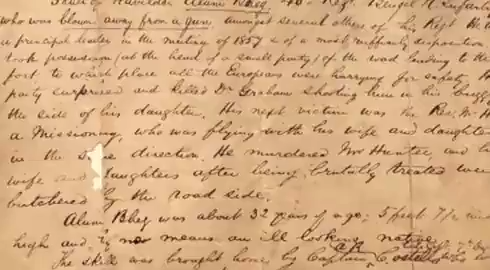 Skull of Havildar Alum Bheg 46th Regt. Bengal N. Infantry
who was blown away from a gun amongst several others of his Regt. He
a principal leader in the mutiny of 1857 & of a most ruffianly disposition
took possession (at the head of a small party) of the road leading to the
fort, to which place all the Europeans were hurrying for safety.
party surprised and killed Dr Graham shooting him in his buggy
the side of his daughter. His next victim was the Rev. Mr H
a Missionary, who was flying with his wife and daughter
in the direction. He murdered Mr Hunter, and
wife and daughters after being brutally treated were
butchered by the road side.
Alum Bheg was about 32 years of age; 5 feet 7 1/2
high and by no means an ill looking native.
The skull was brought home by Captain Costello